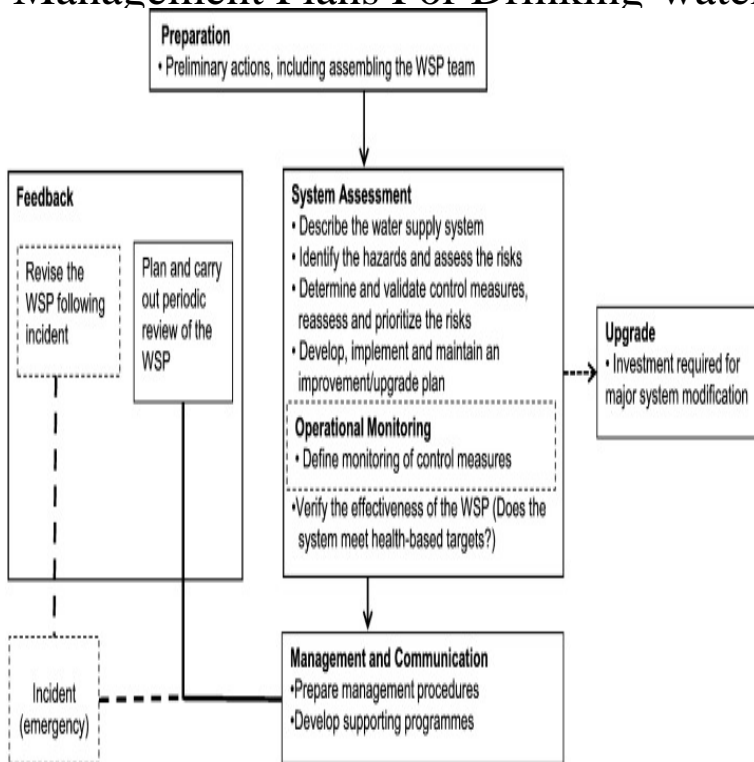 Management Plans For Drinking-Water
Preparation
• Preliminary actions, including assembling the WSP team
Feedback
Revise the
WSP following
incident
Plan and carry
out periodic
review of the
WSP
System Assessment
• Describe the water supply system
• Identify the hazards and assess the risks
• Determine and validate control measures,
reassess and prioritize the risks
• Develop, implement and maintain an
improvement/upgrade plan
Operational Monitoring
• Define monitoring of control measures
•Verify the effectiveness of the WSP (Does the
system meet health-based targets?)
Upgrade
• Investment required for
major system modification
Incident
(emergency)
Management and Communication
•Prepare management procedures
•Develop supporting programmes